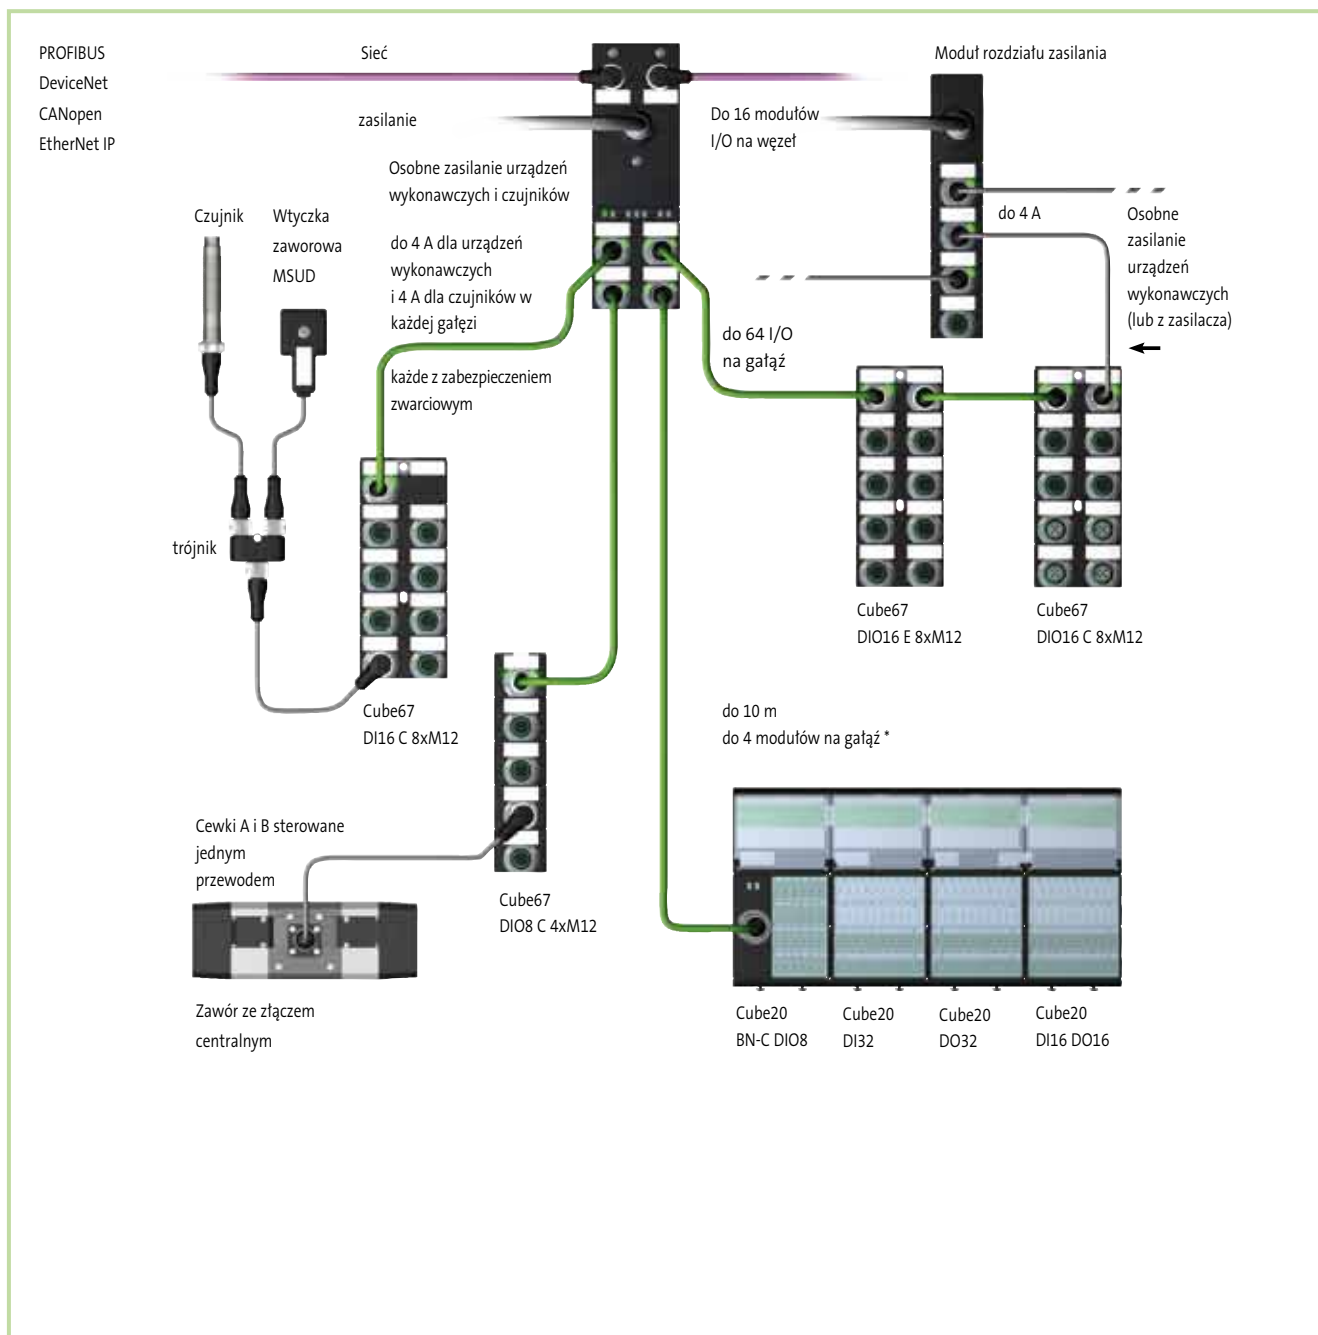 PROFIBUS
DeviceNet
CANopen
EtherNet IP
Sieć
zasilanie
Osobne zasilanie urządzeń
wykonawczych i czujników
do 4 A dla urządzeń
wykonawczych
i 4 A dla czujników w
każdej gałęzi
każde z zabezpieczeniem
zwarciowym
Czujnik
Wtyczka
zaworowa
MSUD
trójnik
Moduł rozdziału zasilania
Do 16 modułów
I/O na węzeł
do 4 A
Osobne
zasilanie
urządzeń
wykonawczych
(lub z zasilacza)
do 64 I/O
na gałąź
Cube67
DIO16 E 8xM12
Cube67
DIO16 C 8xM12
Cube67
DI16 C 8xM12
do 10 m
do 4 modułów na gałąź *
Cewki A i B sterowane
jednym
przewodem
Cube67
DIO8 C 4xM12
Zawór ze złączem
centralnym
Cube20
BN-C DIO8
Cube20
DI32
Cube20
DO32
Cube20
DI16 DO16